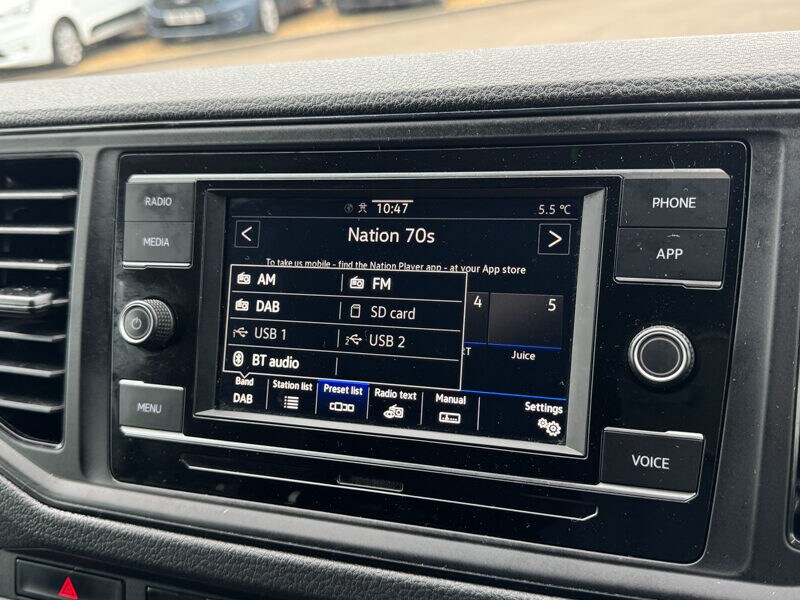 RADIO
MEDIA
MENU
10:47
5.5 °C
<
Nation 70s
>
To take us mobile - find the Nation Player app - at your App store
AM
FM
DAB
SD card
USB 1
USB 2
BT audio
4
5
Juice
Band
DAB
Station list
Preset list
Radio text
Manual
Settings
PHONE
APP
VOICE